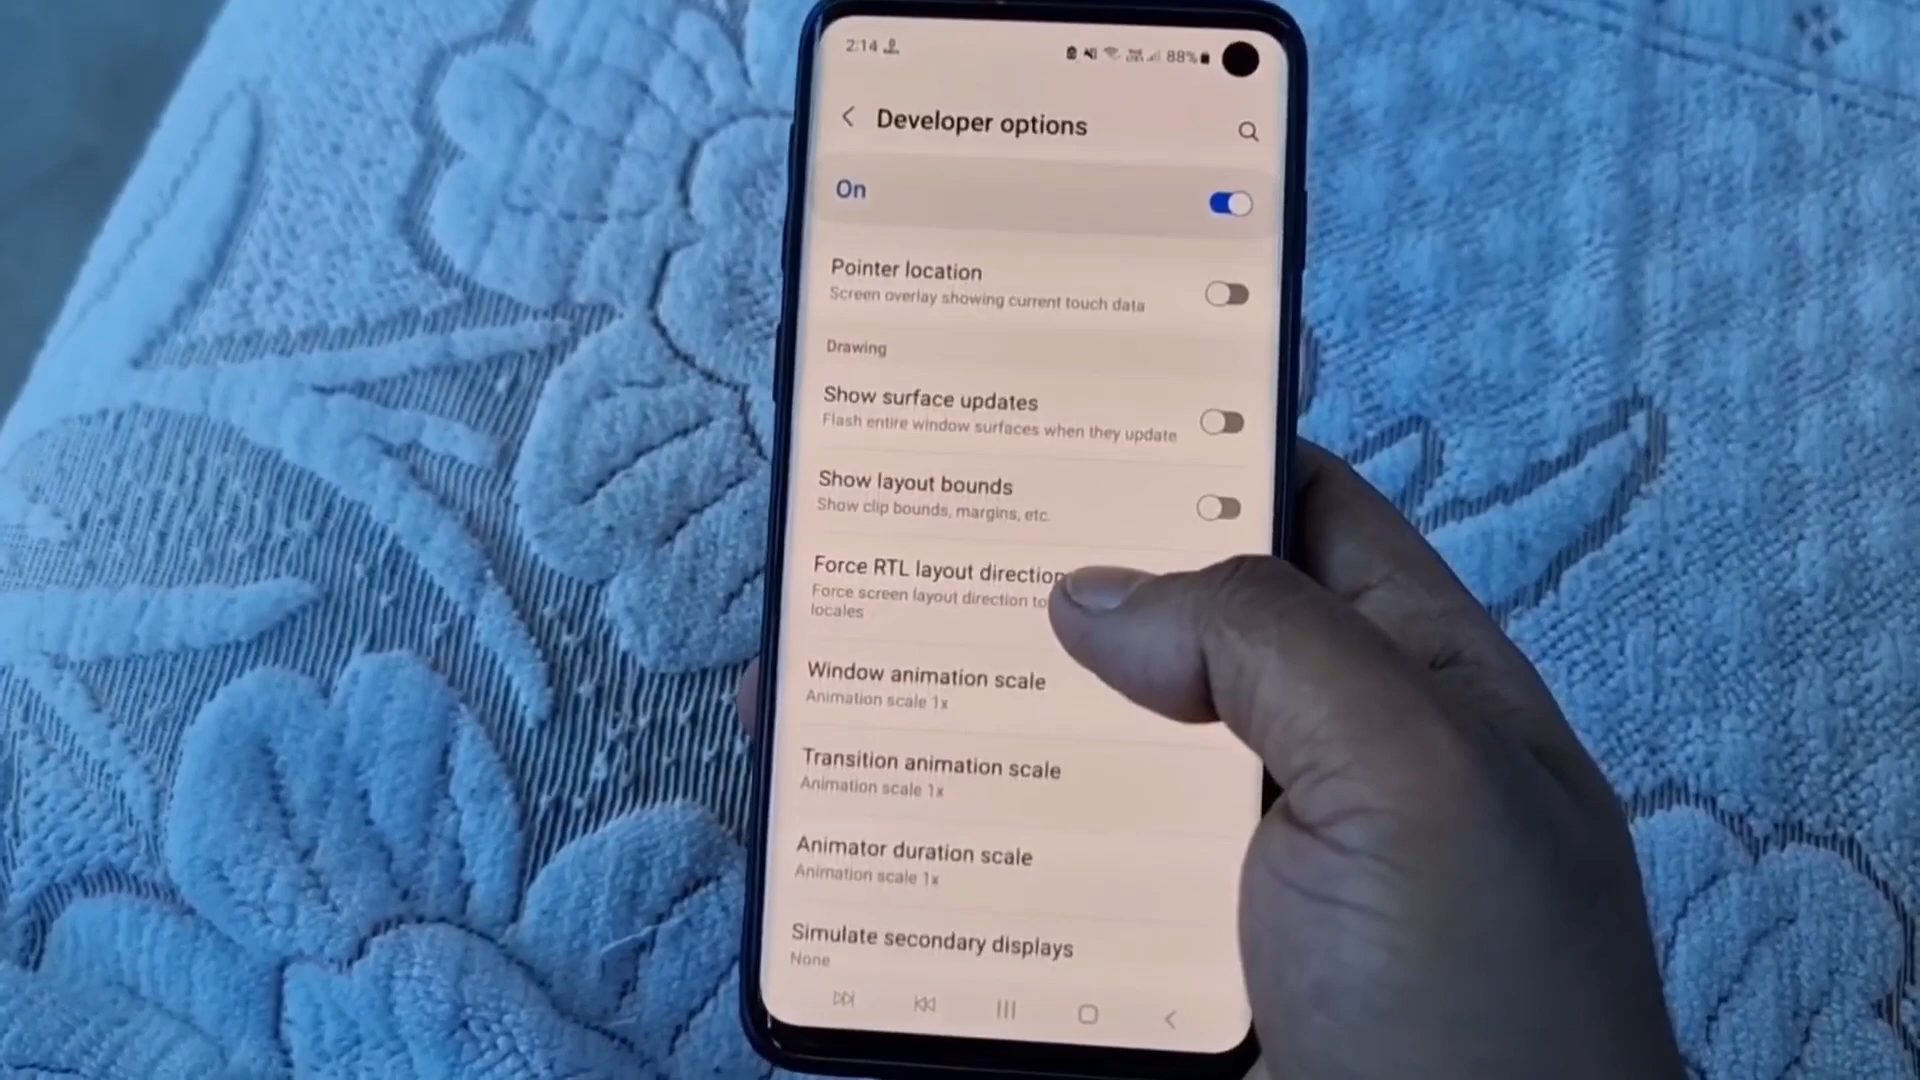 2:14
88%
Developer options
On
Pointer location
Screen overlay showing current touch data
Drawing
Show surface updates
Flash entire window surfaces when they update
Show layout bounds
Show clip bounds, margins, etc.
Force RTL layout direction
Force screen layout direction to
locales
Window animation scale
Animation scale 1x
Transition animation scale
Animation scale 1x
Animator duration scale
Animation scale 1x
Simulate secondary displays
None